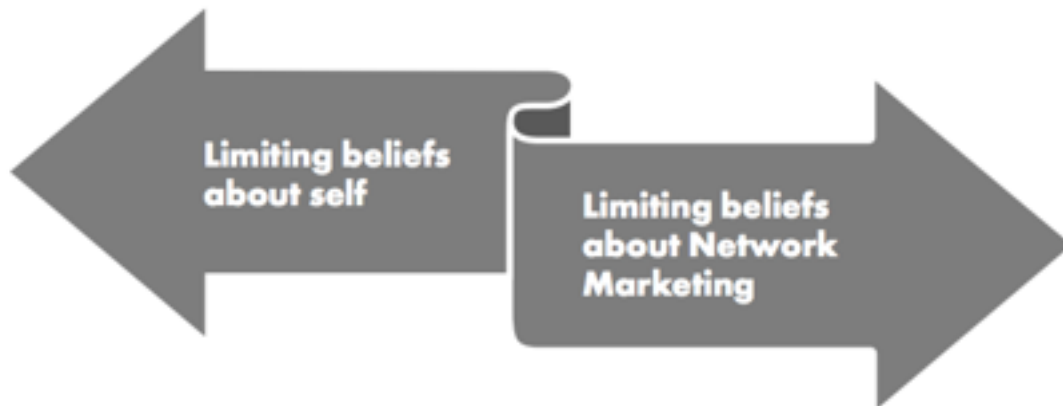 Limiting beliefs
about self
Limiting beliefs
about Network
Marketing